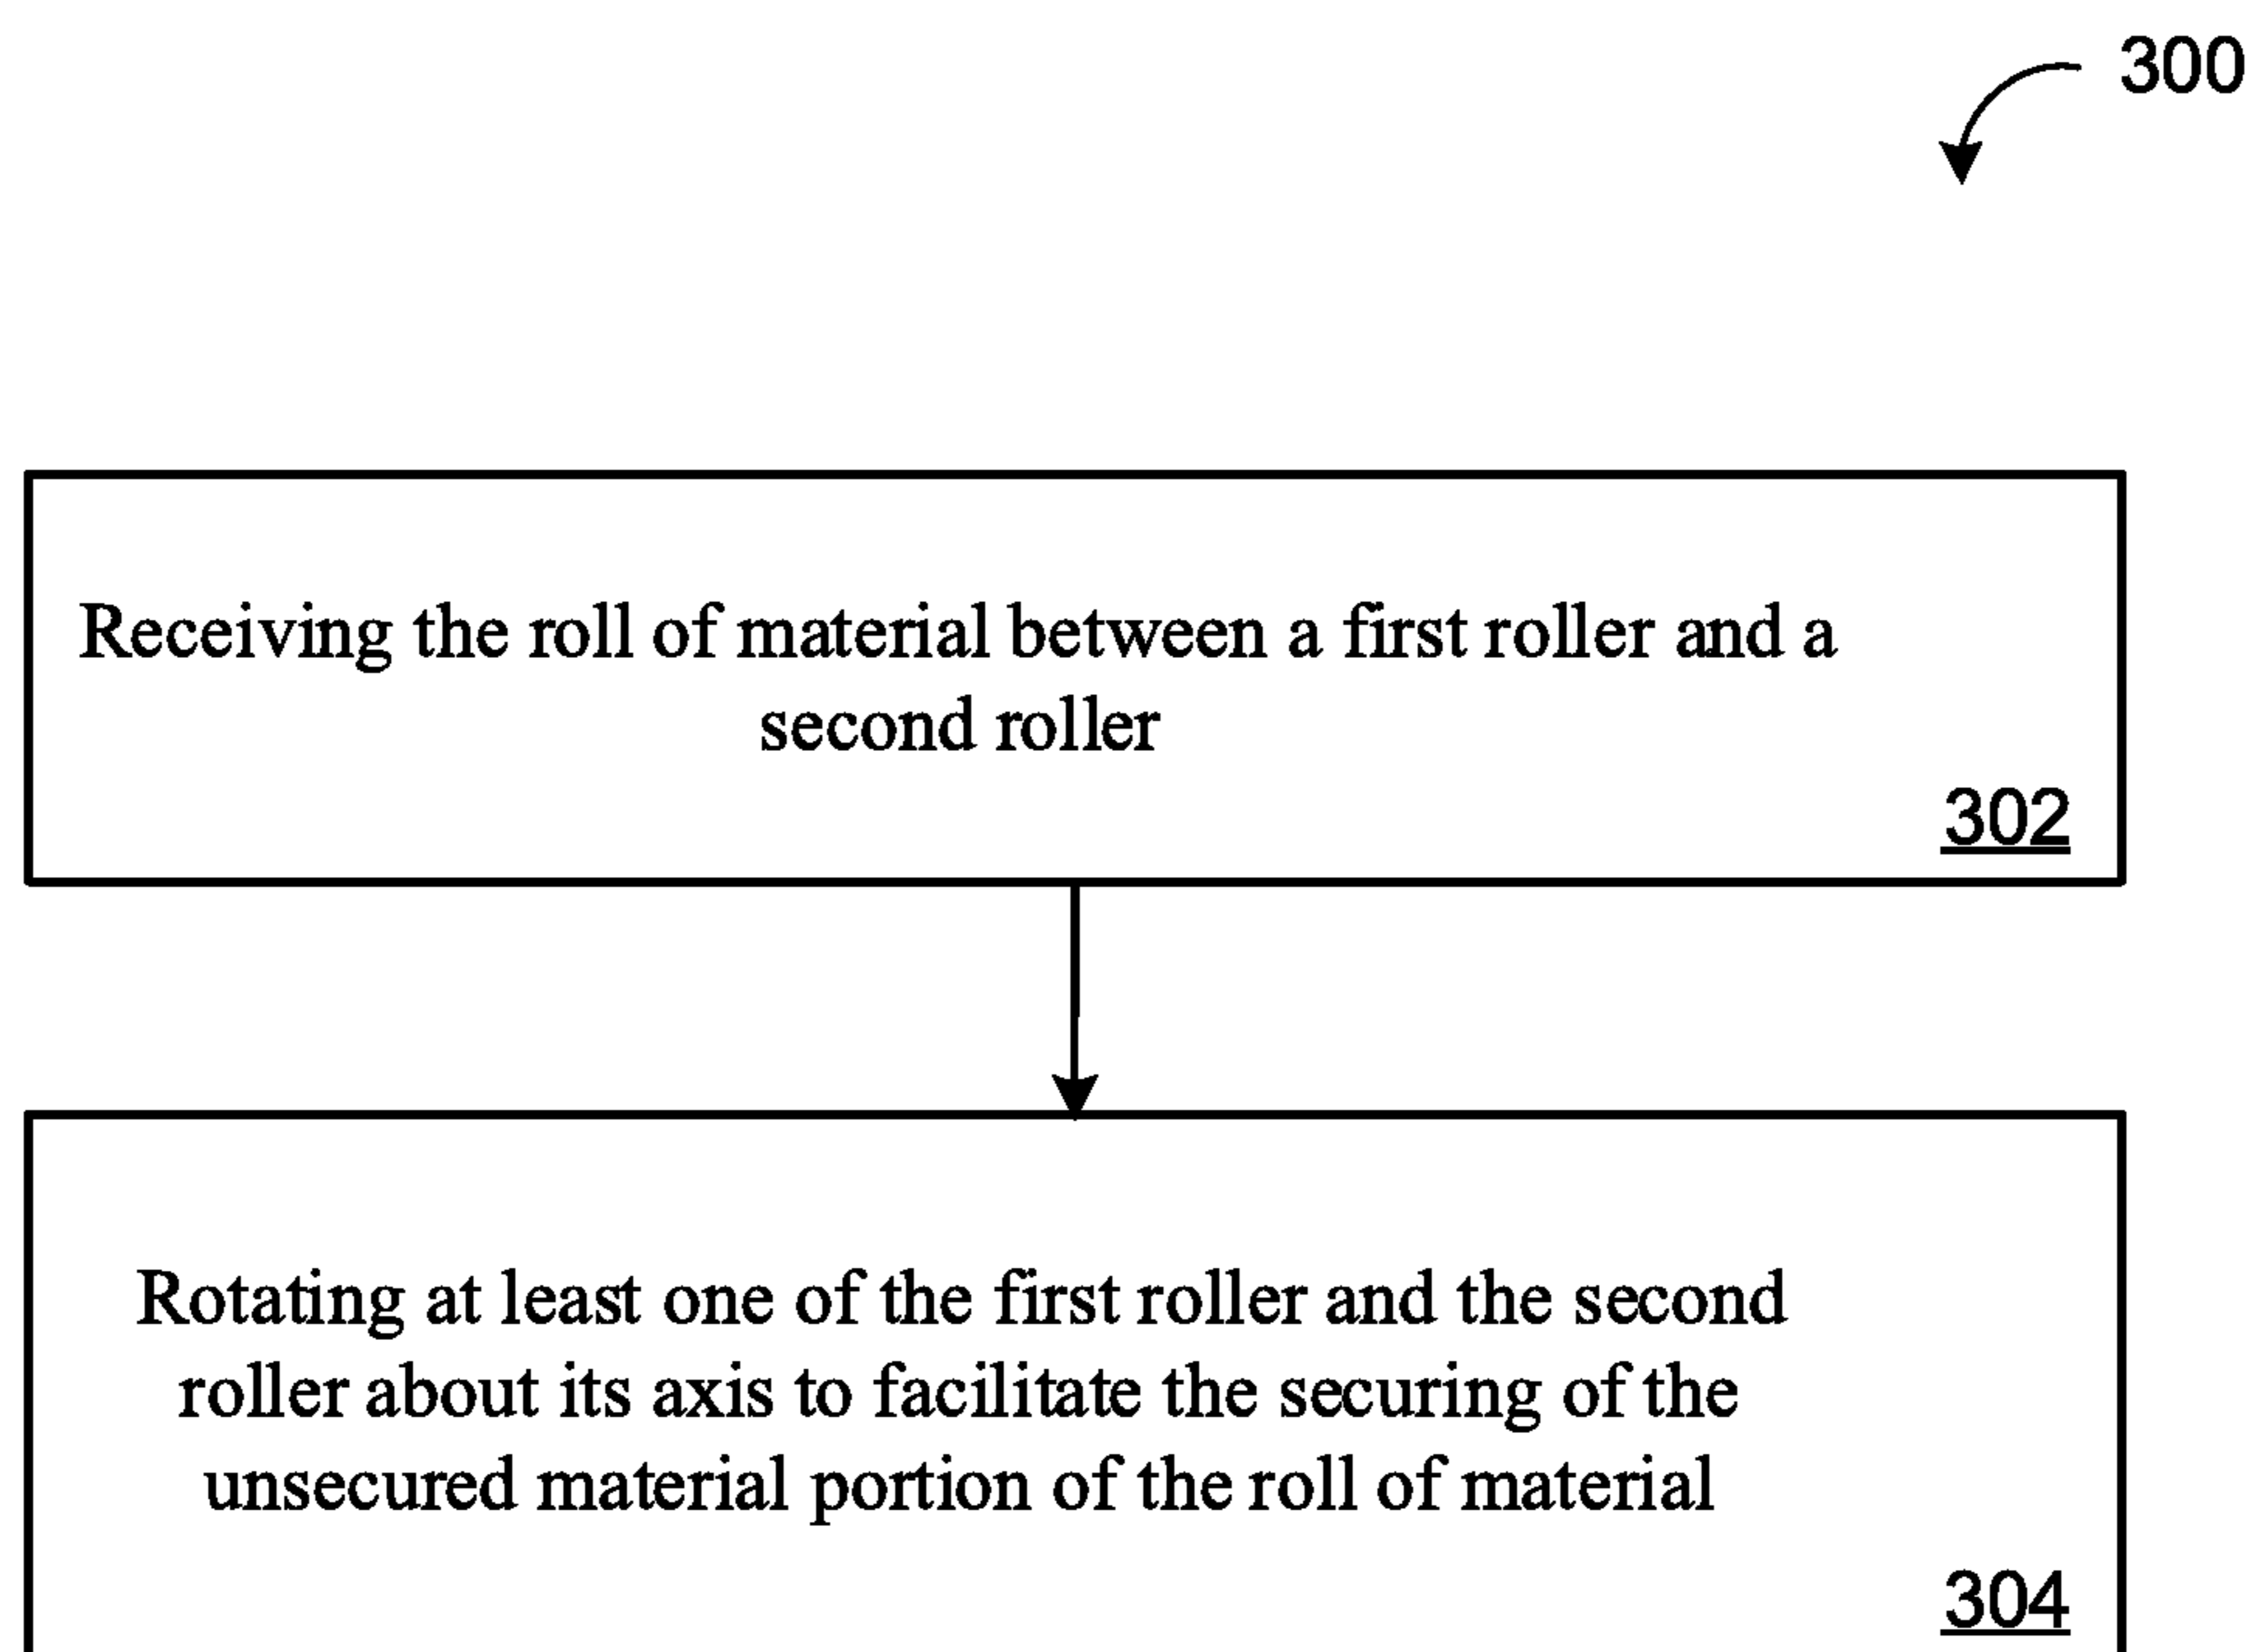 300
Receiving the roll of material between a first roller and a
second roller
302
Rotating at least one of the first roller and the second
roller about its axis to facilitate the securing of the
unsecured material portion of the roll of material
304